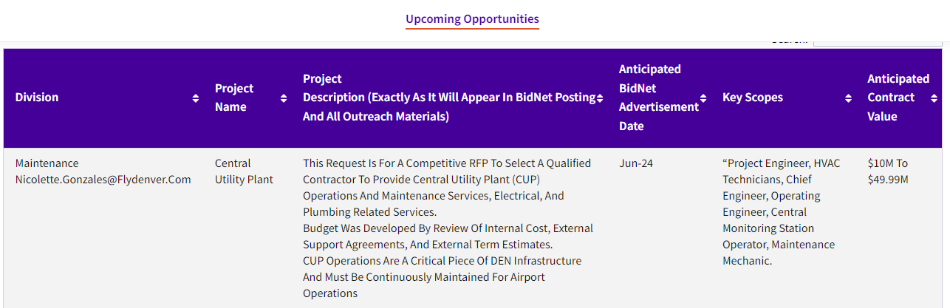 Upcoming Opportunities
Division
Project
Name
Project
Description (Exactly As It Will Appear In BidNet Posting
And All Outreach Materials)
Anticipated
BidNet
Advertisement
Date
Key Scopes
Anticipated
Contract
Value
Maintenance
Nicolette.Gonzales@Flydenver.Com
Central
Utility Plant
This Request Is For A Competitive RFP To Select A Qualified
Contractor To Provide Central Utility Plant (CUP)
Operations And Maintenance Services, Electrical, And
Plumbing Related Services.
Budget Was Developed By Review Of Internal Cost, External
Support Agreements, And External Term Estimates.
CUP Operations Are A Critical Piece Of DEN Infrastructure
And Must Be Continuously Maintained For Airport
Operations
Jun-24
“Project Engineer, HVAC
Technicians, Chief
Engineer, Operating
Engineer, Central
Monitoring Station
Operator, Maintenance
Mechanic.
$10M To
$49.99M